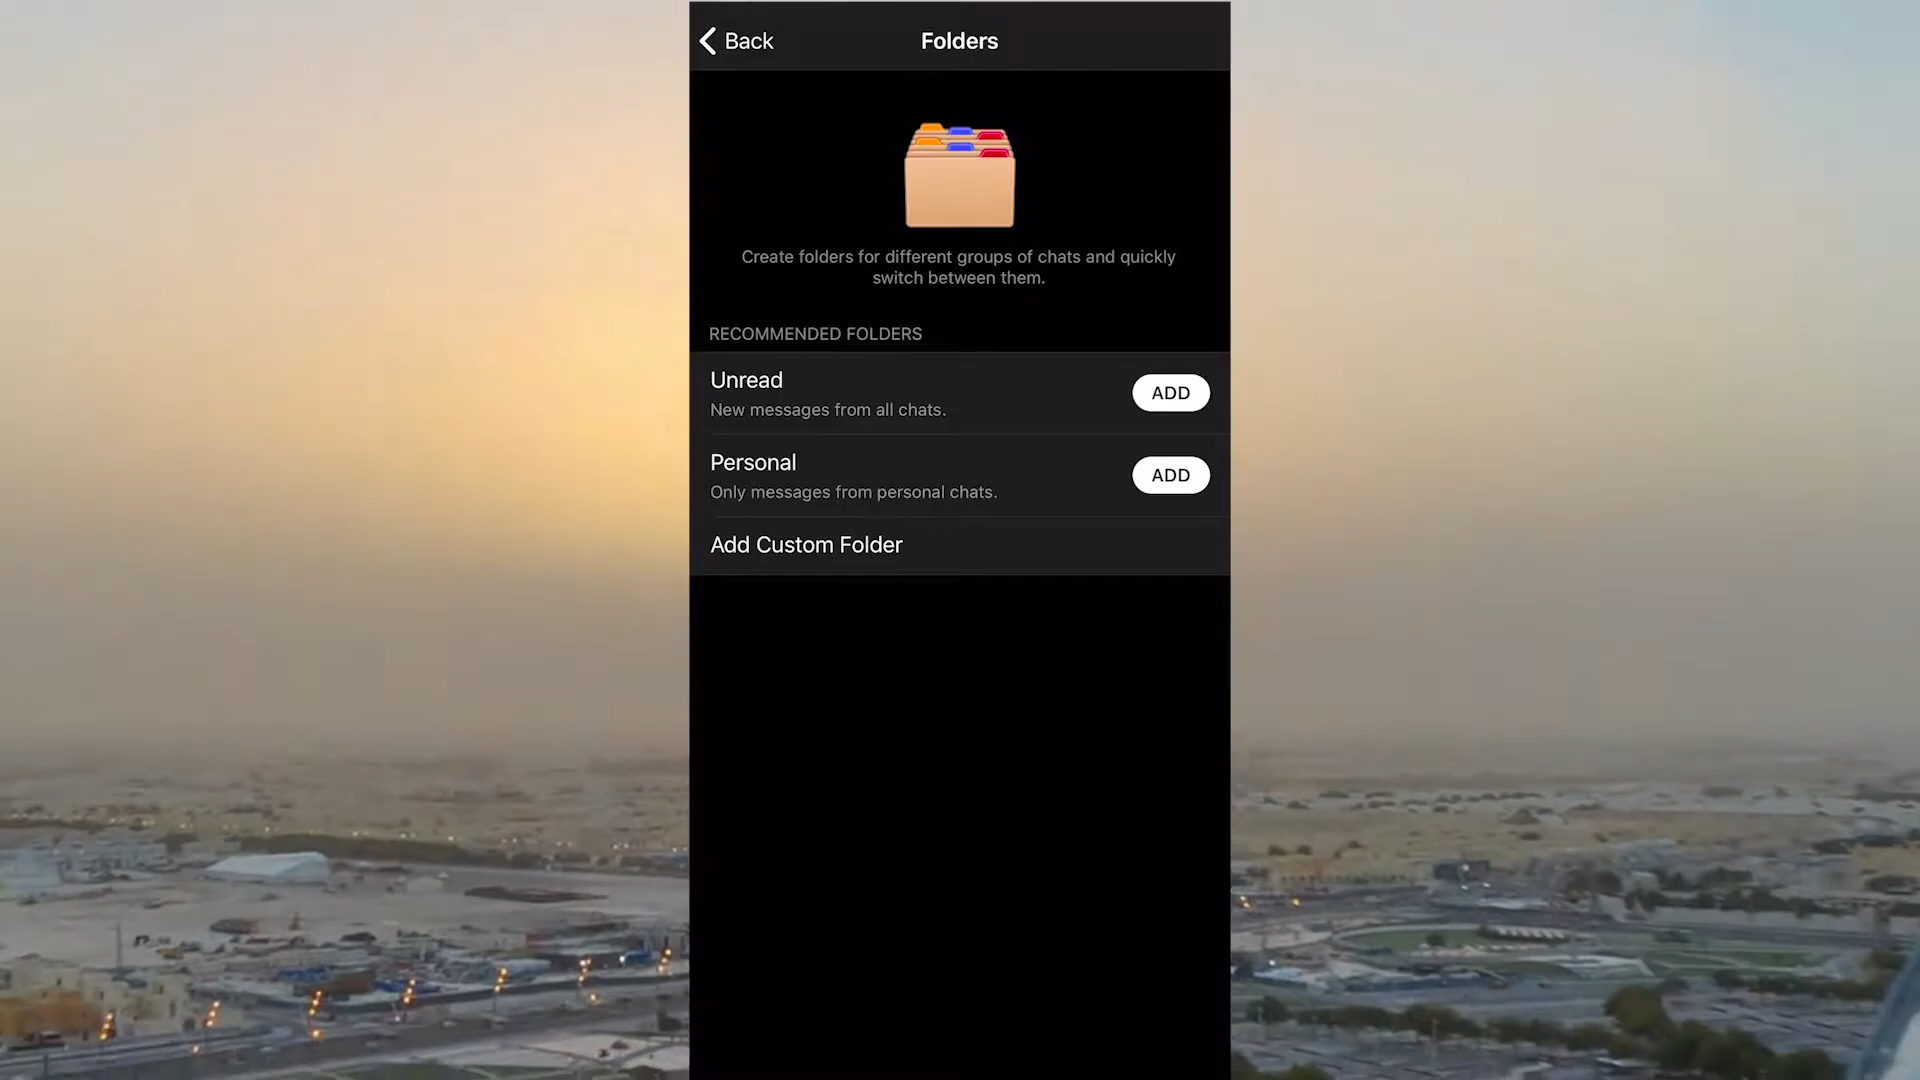 Back
Folders
Create folders for different groups of chats and quickly
switch between them.
RECOMMENDED FOLDERS
Unread
ADD
New messages from all chats.
Personal
ADD
Only messages from personal chats.
Add Custom Folder